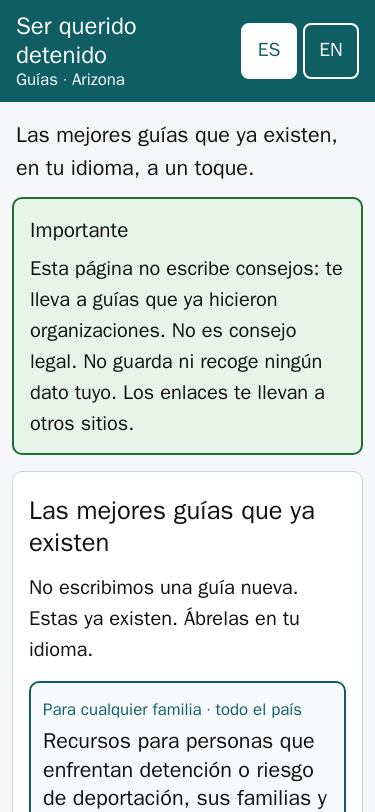 Ser querido
detenido
Guías · Arizona
ES
EN
Las mejores guías que ya existen,
en tu idioma, a un toque.
Importante
Esta página no escribe consejos: te
lleva a guías que ya hicieron
organizaciones. No es consejo
legal. No guarda ni recoge ningún
dato tuyo. Los enlaces te llevan a
otros sitios.
Las mejores guías que ya
existen
No escribimos una guía nueva.
Estas ya existen. Ábrelas en tu
idioma.
Para cualquier familia · todo el país
Recursos para personas que
enfrentan detención o riesgo
de deportación, sus familias y